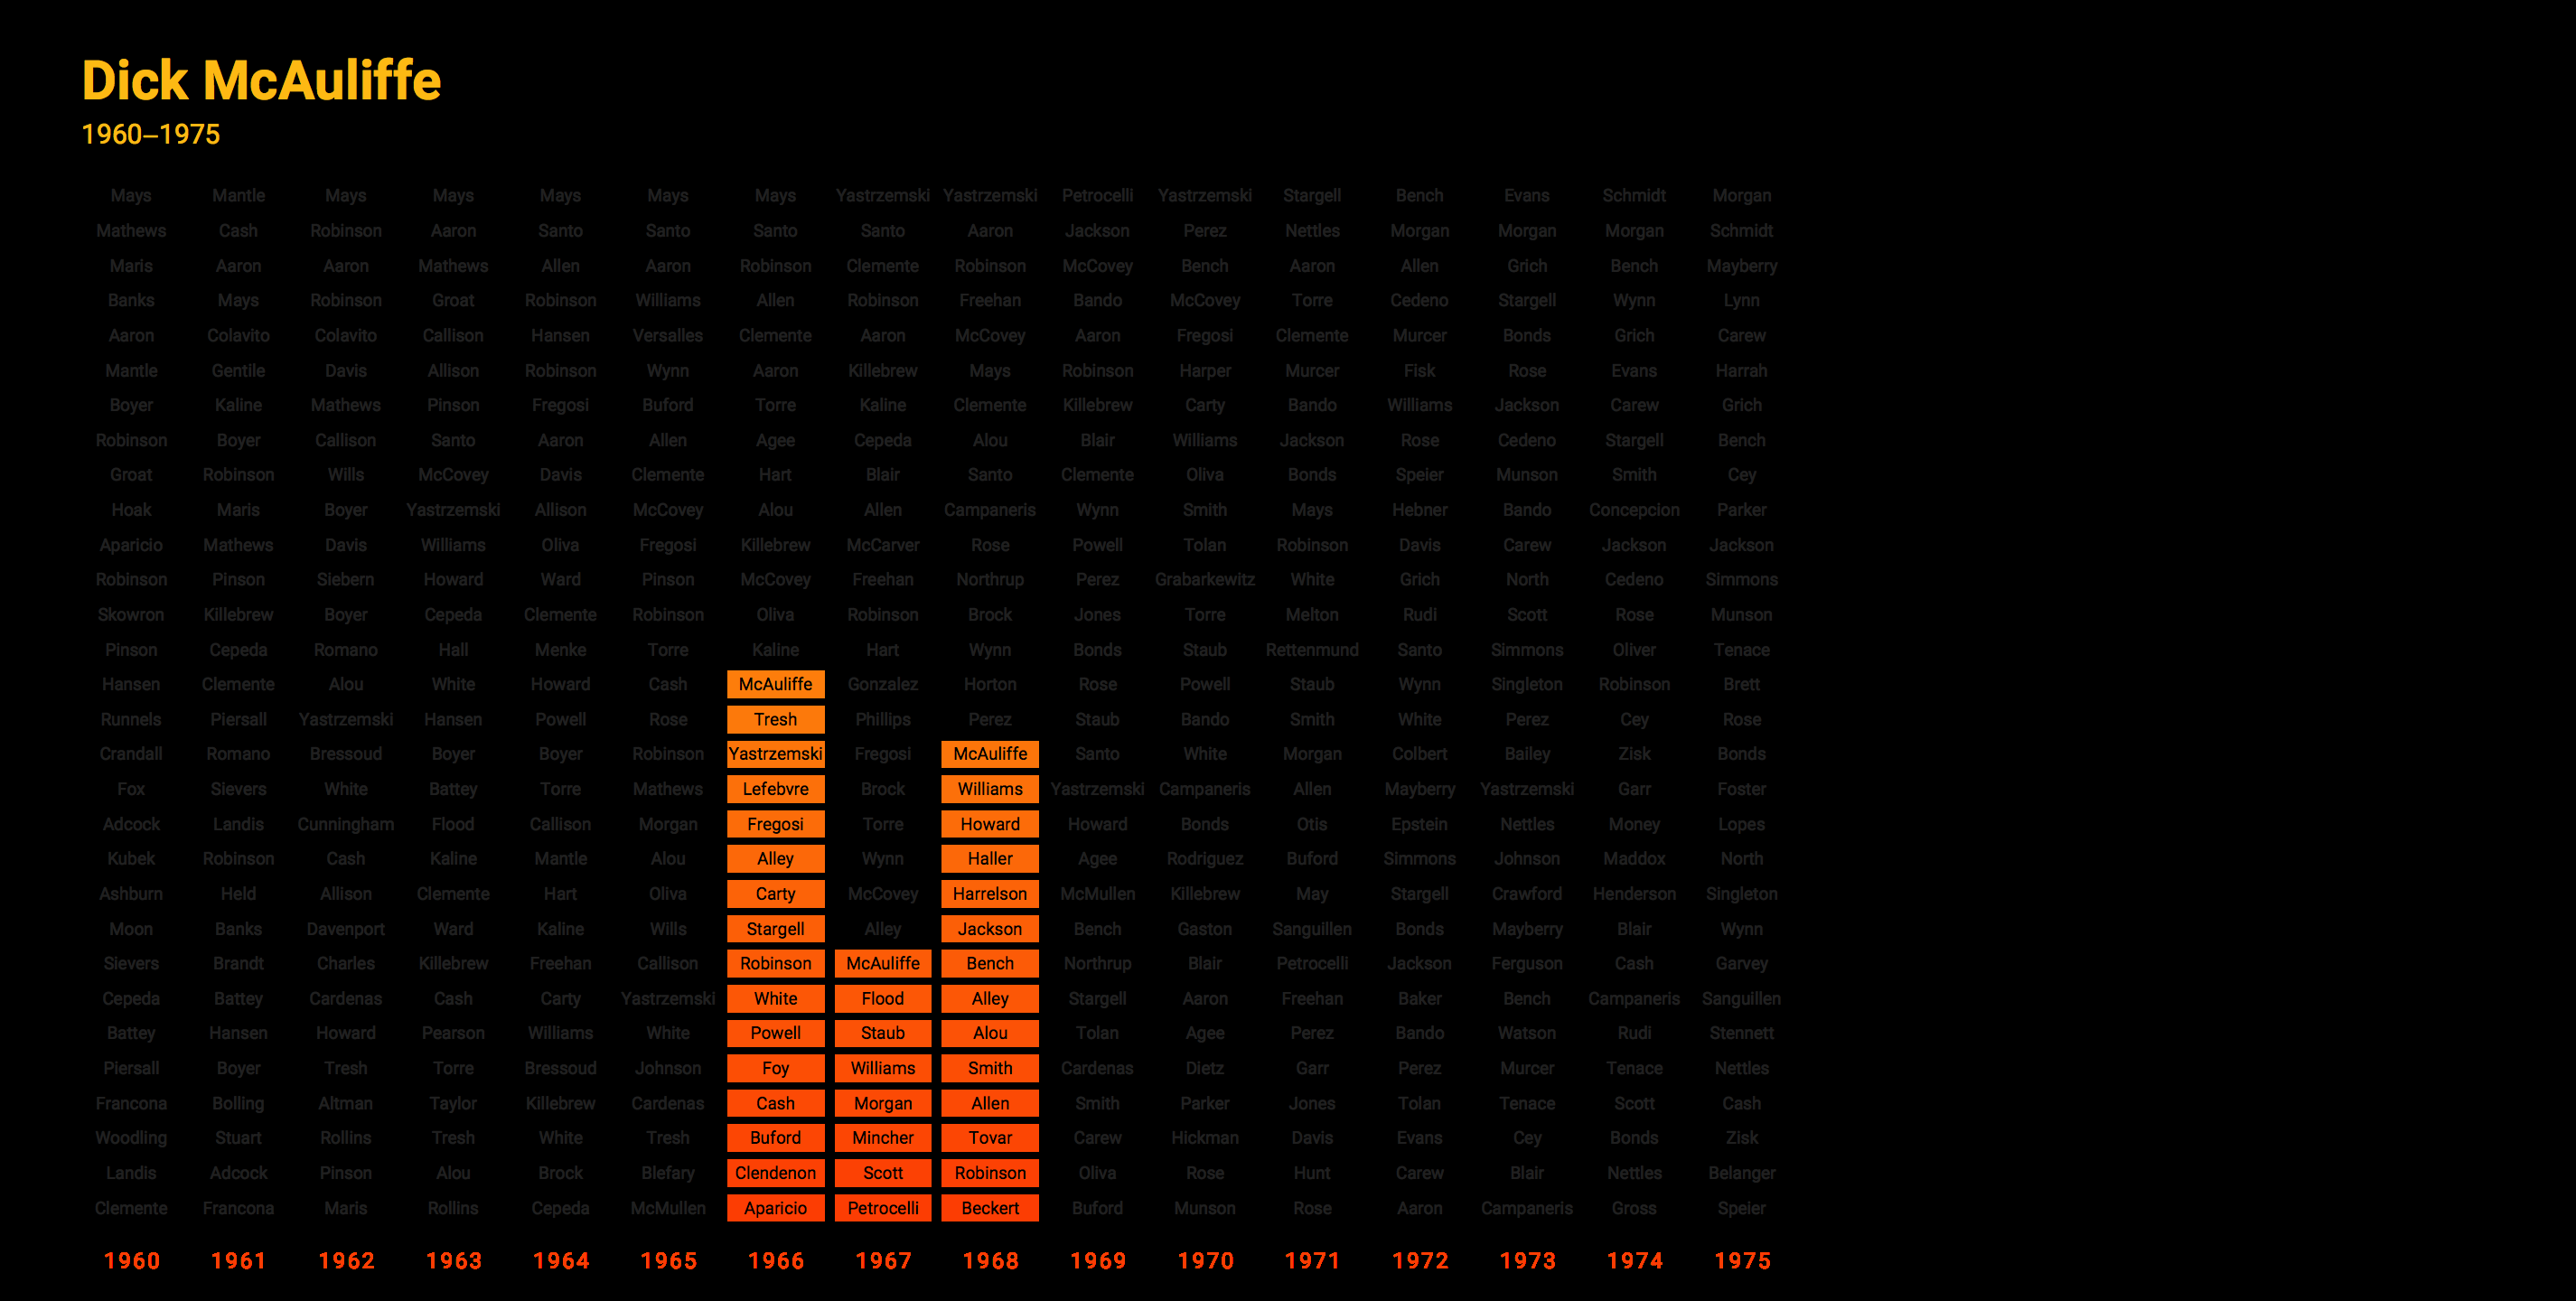 Dick McAuliffe
1960–1975
Mays Mantle Mays Mays Mays Mays Mays Yastrzemski Yastrzemski Petrocelli Yastrzemski Stargell Bench Evans Schmidt Morgan
Mathews Cash Robinson Aaron Santo Santo Santo Santo Aaron Jackson Perez Nettles Morgan Morgan Morgan Schmidt
Maris Aaron Aaron Mathews Allen Aaron Robinson Clemente Robinson McCovey Bench Aaron Allen Grich Bench Mayberry
Banks Mays Robinson Groat Robinson Williams Allen Robinson Freehan Bando McCovey Torre Cedeno Stargell Wynn Lynn
Aaron Colavito Colavito Callison Hansen Versalles Clemente Aaron McCovey Aaron Fregosi Clemente Murcer Bonds Grich Carew
Mantle Gentile Davis Allison Robinson Wynn Aaron Killebrew Mays Robinson Harper Murcer Fisk Rose Evans Harrah
Boyer Kaline Mathews Pinson Fregosi Buford Torre Kaline Clemente Killebrew Carty Bando Williams Jackson Carew Grich
Robinson Boyer Callison Santo Aaron Allen Agee Cepeda Alou Blair Williams Jackson Rose Cedeno Stargell Bench
Groat Robinson Wills McCovey Davis Clemente Hart Blair Santo Clemente Oliva Bonds Speier Munson Smith Cey
Hoak Maris Boyer Yastrzemski Allison McCovey Alou Allen Campaneris Wynn Smith Mays Hebner Bando Concepcion Parker
Aparicio Mathews Davis Williams Oliva Fregosi Killebrew McCarver Rose Powell Tolan Robinson Davis Carew Jackson Jackson
Robinson Pinson Siebern Howard Ward Pinson McCovey Freehan Northrup Perez Grabarkewitz White Grich North Cedeno Simmons
Skowron Killebrew Boyer Cepeda Clemente Robinson Oliva Robinson Brock Jones Torre Melton Rudi Scott Rose Munson
Pinson Cepeda Romano Hall Menke Torre Kaline Hart Wynn Bonds Staub Rettenmund Santo Simmons Oliver Tenace
Hansen Clemente Alou White Howard Cash McAuliffe Gonzalez Horton Rose Powell Staub Wynn Singleton Robinson Brett
Runnels Piersall Yastrzemski Hansen Powell Rose Tresh Phillips Perez Staub Bando Smith White Perez Cey Rose
Crandall Romano Bressoud Boyer Boyer Robinson Yastrzemski Fregosi McAuliffe Santo White Morgan Colbert Bailey Zisk Bonds
Fox Sievers White Battey Torre Mathews Lefebvre Brock Williams Yastrzemski Campaneris Allen Mayberry Yastrzemski Garr Foster
Adcock Landis Cunningham Flood Callison Morgan Fregosi Torre Howard Howard Bonds Otis Epstein Nettles Money Lopes
Kubek Robinson Cash Kaline Mantle Alou Alley Wynn Haller Agee Rodriguez Buford Simmons Johnson Maddox North
Ashburn Held Allison Clemente Hart Oliva Carty McCovey Harrelson McMullen Killebrew May Stargell Crawford Henderson Singleton
Moon Banks Davenport Ward Kaline Wills Stargell Alley Jackson Bench Gaston Sanguillen Bonds Mayberry Blair Wynn
Sievers Brandt Charles Killebrew Freehan Callison Robinson McAuliffe Bench Northrup Blair Petrocelli Jackson Ferguson Cash Garvey
Cepeda Battey Cardenas Cash Carty Yastrzemski White Flood Alley Stargell Aaron Freehan Baker Bench Campaneris Sanguillen
Battey Hansen Howard Pearson Williams White Powell Staub Alou Tolan Agee Perez Bando Watson Rudi Stennett
Piersall Boyer Tresh Torre Bressoud Johnson Foy Williams Smith Cardenas Dietz Garr Perez Murcer Tenace Nettles
Francona Bolling Altman Taylor Killebrew Cardenas Cash Morgan Allen Smith Parker Jones Tolan Tenace Scott Cash
Woodling Stuart Rollins Tresh White Tresh Buford Mincher Tovar Carew Hickman Davis Evans Cey Bonds Zisk
Landis Adcock Pinson Alou Brock Blefary Clendenon Scott Robinson Oliva Rose Hunt Carew Blair Nettles Belanger
Clemente Francona Maris Rollins Cepeda McMullen Aparicio Petrocelli Beckert Buford Munson Rose Aaron Campaneris Gross Speier
1960 1961 1962 1963 1964 1965 1966 1967 1968 1969 1970 1971 1972 1973 1974 1975